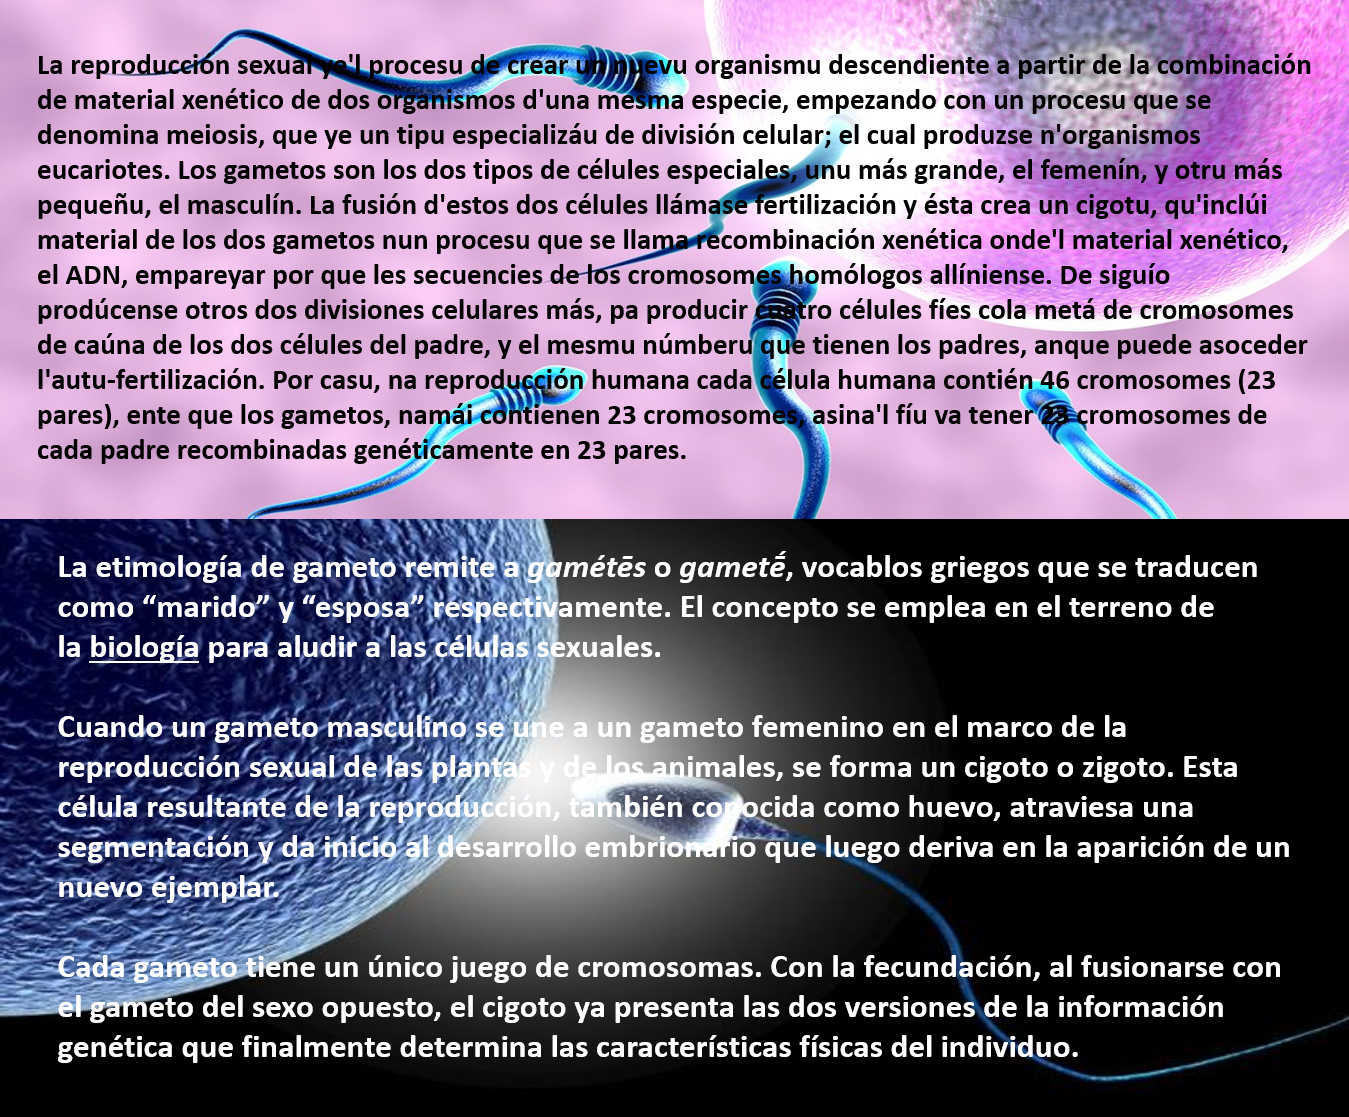 La reproducción sexual ye'l procesu de crear un nuevu organismu descendiente a partir de la combinación
de material xenético de dos organismos d'una mesma especie, empezando con un procesu que se
denomina meiosis, que ye un tipu especializáu de división celular; el cual produzse n'organismos
eucariotes. Los gametos son los dos tipos de célules especiales, unu más grande, el femenín, y otru más
pequeñu, el masculín. La fusión d'estos dos célules llámase fertilización y ésta crea un cigotu, qu'inclúi
material de los dos gametos nun procesu que se llama recombinación xenética onde'l material xenético,
el ADN, empareyar por que les secuencies de los cromosomes homólogos allíniense. De siguío
prodúcense otros dos divisiones celulares más, pa producir cuatro célules fíes cola metá de cromosomes
de caúna de los dos célules del padre, y el mesmu númberu que tienen los padres, anque puede asoceder
l'autu-fertilización. Por casu, na reproducción humana cada célula humana contién 46 cromosomes (23
pares), ente que los gametos, namái contienen 23 cromosomes, asina'l fíu va tener 23 cromosomes de
cada padre recombinadas genéticamente en 23 pares.
La etimología de gameto remite a gamétēs o gametḗ, vocablos griegos que se traducen
como “marido” y “esposa” respectivamente. El concepto se emplea en el terreno de
la biología para aludir a las células sexuales.
Cuando un gameto masculino se une a un gameto femenino en el marco de la
reproducción sexual de las plantas y de los animales, se forma un cigoto o zigoto. Esta
célula resultante de la reproducción, también conocida como huevo, atraviesa una
segmentación y da inicio al desarrollo embrionario que luego deriva en la aparición de un
nuevo ejemplar.
Cada gameto tiene un único juego de cromosomas. Con la fecundación, al fusionarse con
el gameto del sexo opuesto, el cigoto ya presenta las dos versiones de la información
genética que finalmente determina las características físicas del individuo.